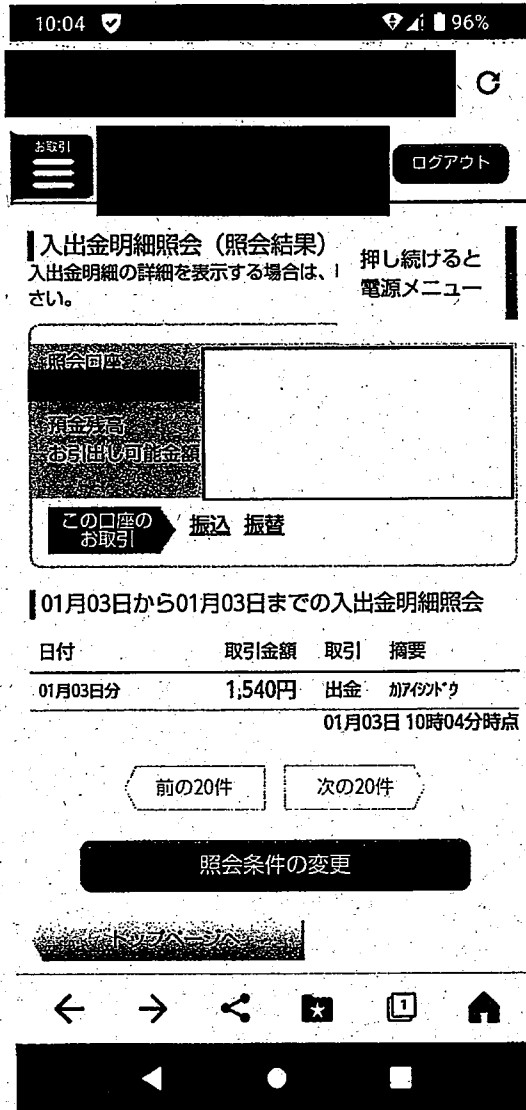 10:04 96%
お取引
ログアウト
入出金明細照会（照会結果）
入出金明細の詳細を表示する場合は、
さい。
押し続けると
電源メニュー
照会口座
預金残高
お引出し可能金額
この口座の
お取引
振込 振替
01月03日から01月03日までの入出金明細照会
日付 取引金額 取引 摘要
01月03日分 1,540円 出金 カ)アイシンドウ
01月03日 10時04分時点
前の20件 次の20件
照会条件の変更
トップページへ
1